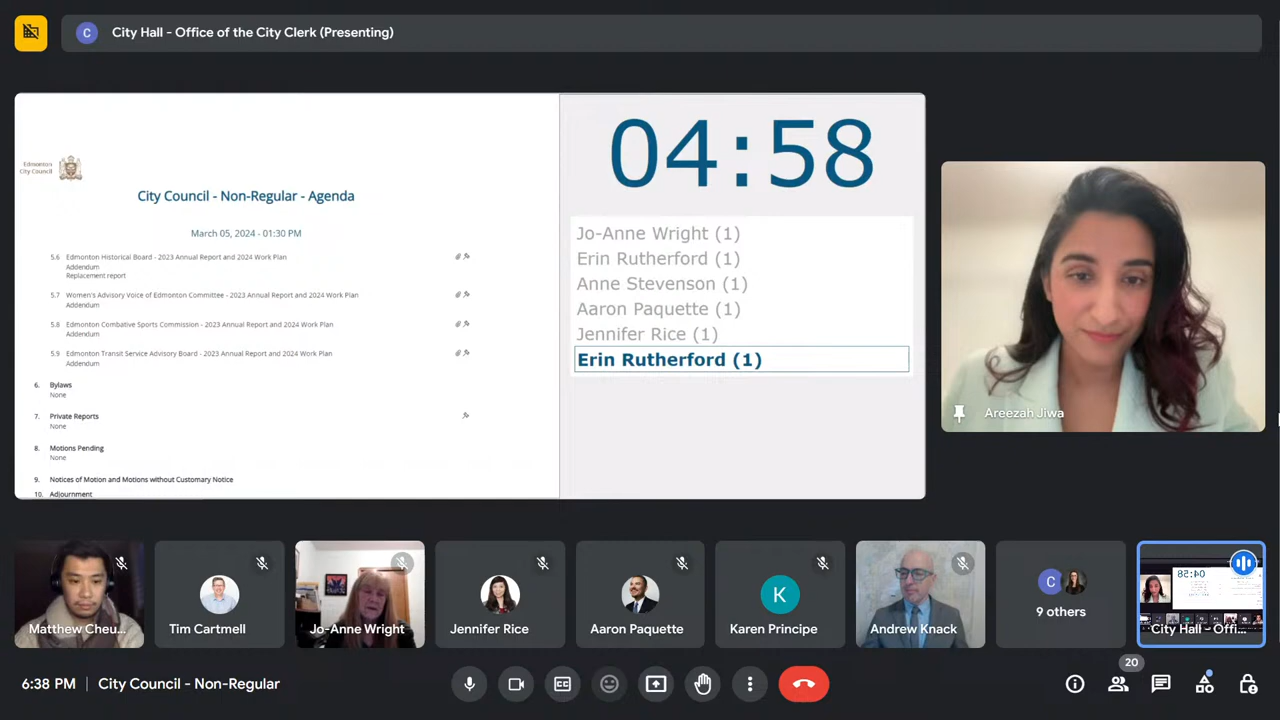 City Hall - Office of the City Clerk (Presenting)
C
Edmonton
City Council
City Council - Non-Regular - Agenda
March 05, 2024 - 01:30 PM
5.6 Edmonton Historical Board - 2023 Annual Report and 2024 Work Plan
Addendum
Replacement report
5.7 Women's Advisory Voice of Edmonton Committee - 2023 Annual Report and 2024 Work Plan
Addendum
5.8 Edmonton Combative Sports Commission - 2023 Annual Report and 2024 Work Plan
Addendum
5.9 Edmonton Transit Service Advisory Board - 2023 Annual Report and 2024 Work Plan
Addendum
6. Bylaws
None
7. Private Reports
None
8. Motions Pending
None
9. Notices of Motion and Motions without Customary Notice
10. Adjournment
04:58
Jo-Anne Wright (1)
Erin Rutherford (1)
Anne Stevenson (1)
Aaron Paquette (1)
Jennifer Rice (1)
Erin Rutherford (1)
Areezah Jiwa
Matthew Cheu...
Tim Cartmell
Jo-Anne Wright
Jennifer Rice
Aaron Paquette
K
Karen Principe
Andrew Knack
C
9 others
City Hall - Offi...
6:38 PM | City Council - Non-Regular
20